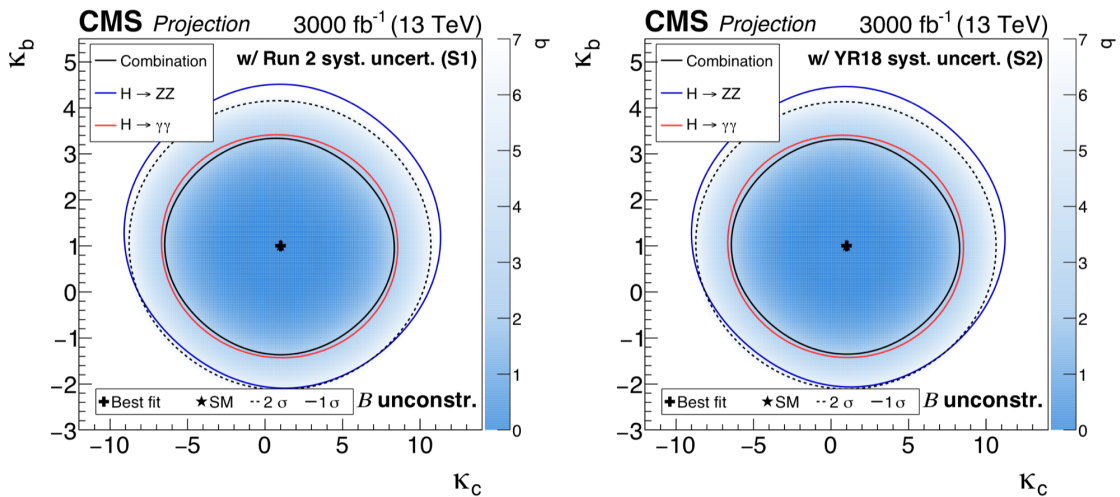 CMS Projection 3000 fb⁻¹ (13 TeV)
w/ Run 2 syst. uncert. (S1)
Combination
H → ZZ
H → γγ
κb
5
4
3
2
1
0
−1
−2
−3
✚ Best fit ★ SM -- 2 σ — 1 σ B unconstr.
−10 −5 0 5 10
κc
q
7
6
5
4
3
2
1
0
CMS Projection 3000 fb⁻¹ (13 TeV)
w/ YR18 syst. uncert. (S2)
Combination
H → ZZ
H → γγ
κb
5
4
3
2
1
0
−1
−2
−3
✚ Best fit ★ SM -- 2 σ — 1 σ B unconstr.
−10 −5 0 5 10
κc
q
7
6
5
4
3
2
1
0